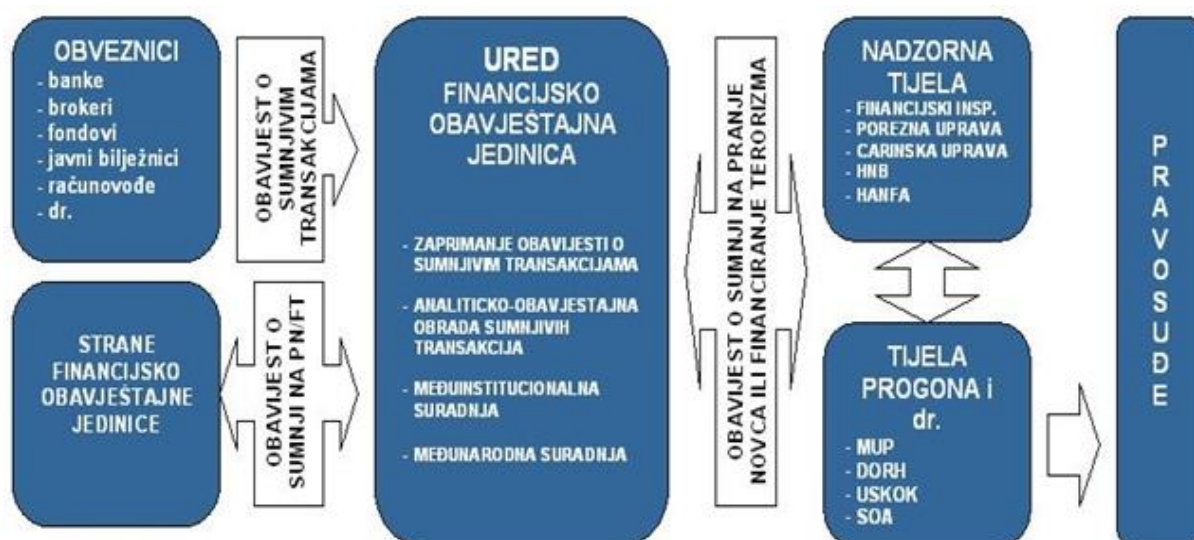 OBVEZNICI
- banke
- brokeri
- fondovi
- javni bilježnici
- računovođe
- dr.
OBAVIJEST O
SUMNJIVIM
TRANSAKCIJAMA
STRANE
FINANCIJSKO
OBAVJEŠTAJNE
JEDINICE
OBAVIJEST O
SUMNJI NA PN/FT
URED
FINANCIJSKO
OBAVJEŠTAJNA
JEDINICA
- ZAPRIMANJE OBAVIJESTI O
SUMNJIVIM TRANSAKCIJAMA
- ANALITICKO-OBAVJESTAJNA
OBRADA SUMNJIVIH
TRANSAKCIJA
- MEĐUINSTITUCIONALNA
SURADNJA
- MEĐUNARODNA SURADNJA
OBAVIJEST O SUMNJI NA PRANJE
NOVCA ILI FINANCIRANJE TERORIZMA
NADZORNA
TIJELA
- FINANCIJSKI INSP.
- POREZNA UPRAVA
- CARINSKA UPRAVA
- HNB
- HANFA
TIJELA
PROGONA i
dr.
- MUP
- DORH
- USKOK
- SOA
PRAVOSUĐE